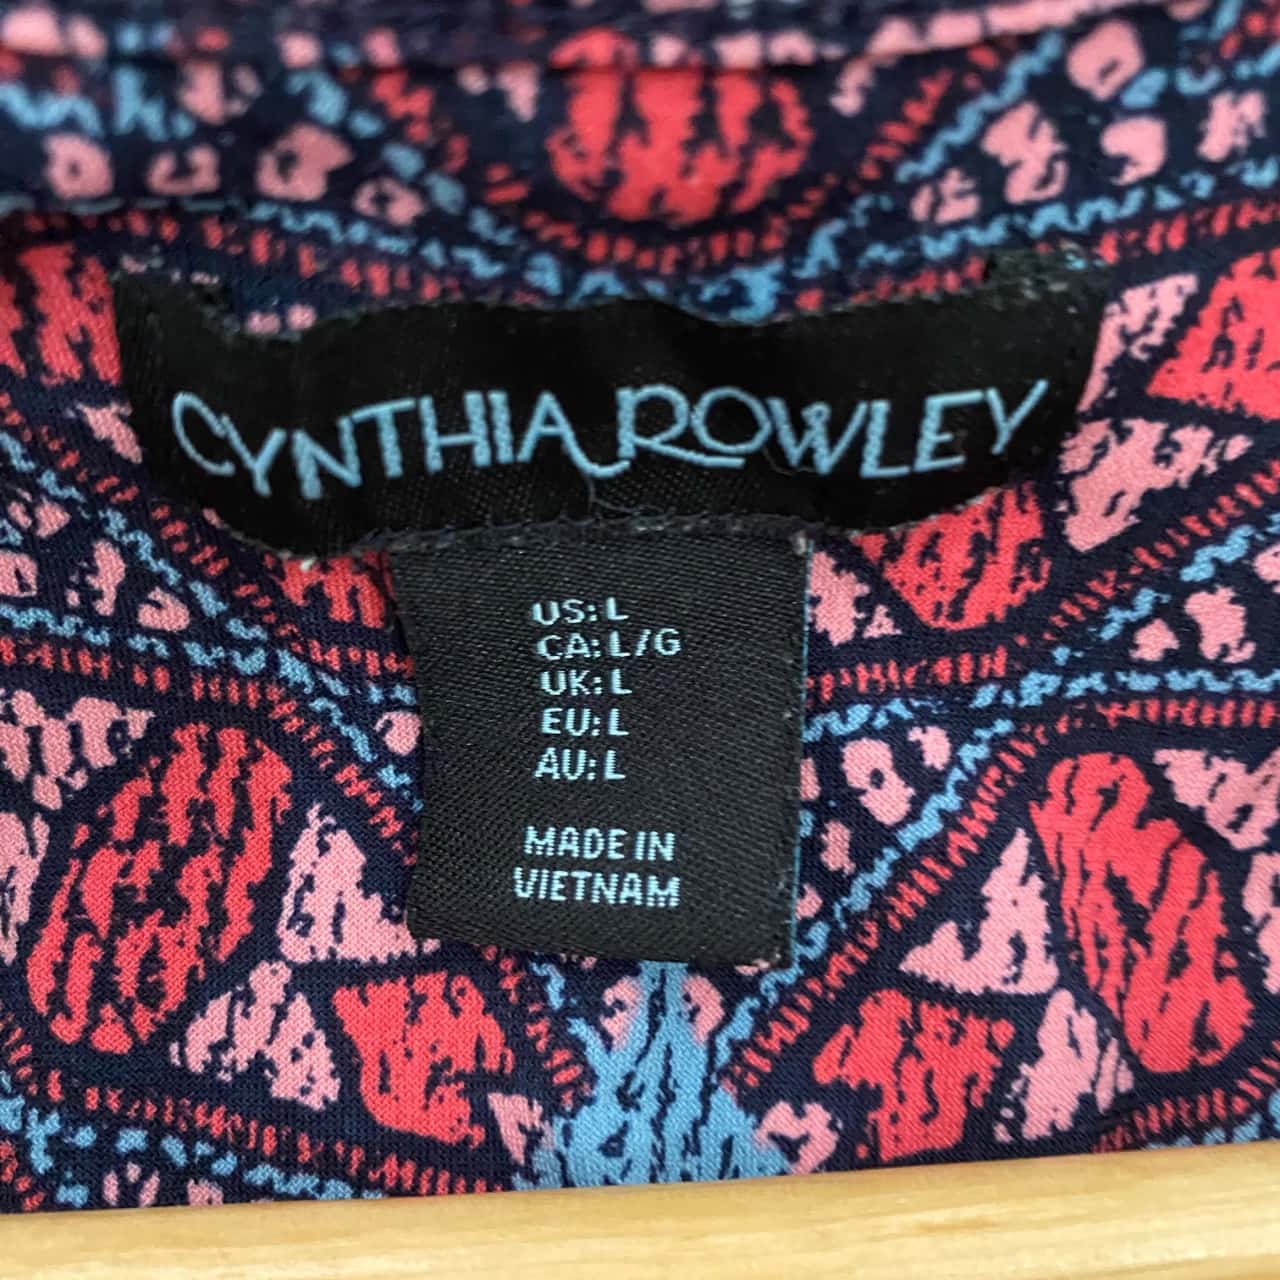 CYNTHIA ROWLEY
US: L
CA: L/G
UK: L
EU: L
AU: L
MADE IN
VIETNAM